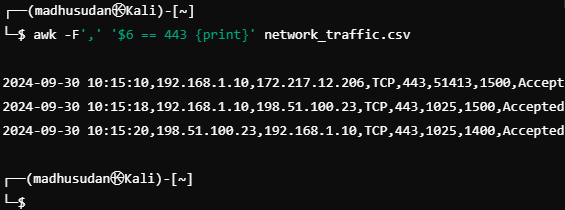 ┌──(madhusudan㉿Kali)-[~]
└─$ awk -F',' '$6 == 443 {print}' network_traffic.csv
2024-09-30 10:15:10,192.168.1.10,172.217.12.206,TCP,443,51413,1500,Accept
2024-09-30 10:15:18,192.168.1.10,198.51.100.23,TCP,443,1025,1500,Accepted
2024-09-30 10:15:20,198.51.100.23,192.168.1.10,TCP,443,1025,1400,Accepted
┌──(madhusudan㉿Kali)-[~]
└─$